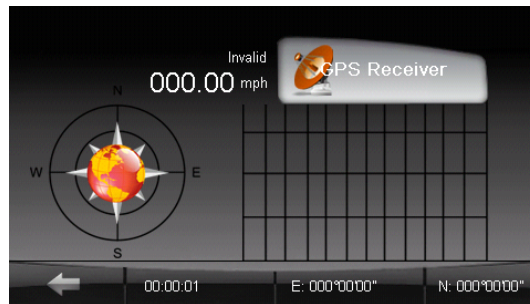 Invalid
000.00 mph
GPS Receiver
N
W
E
S
00:00:01
E: 000°00'00"
N: 000°00'00"